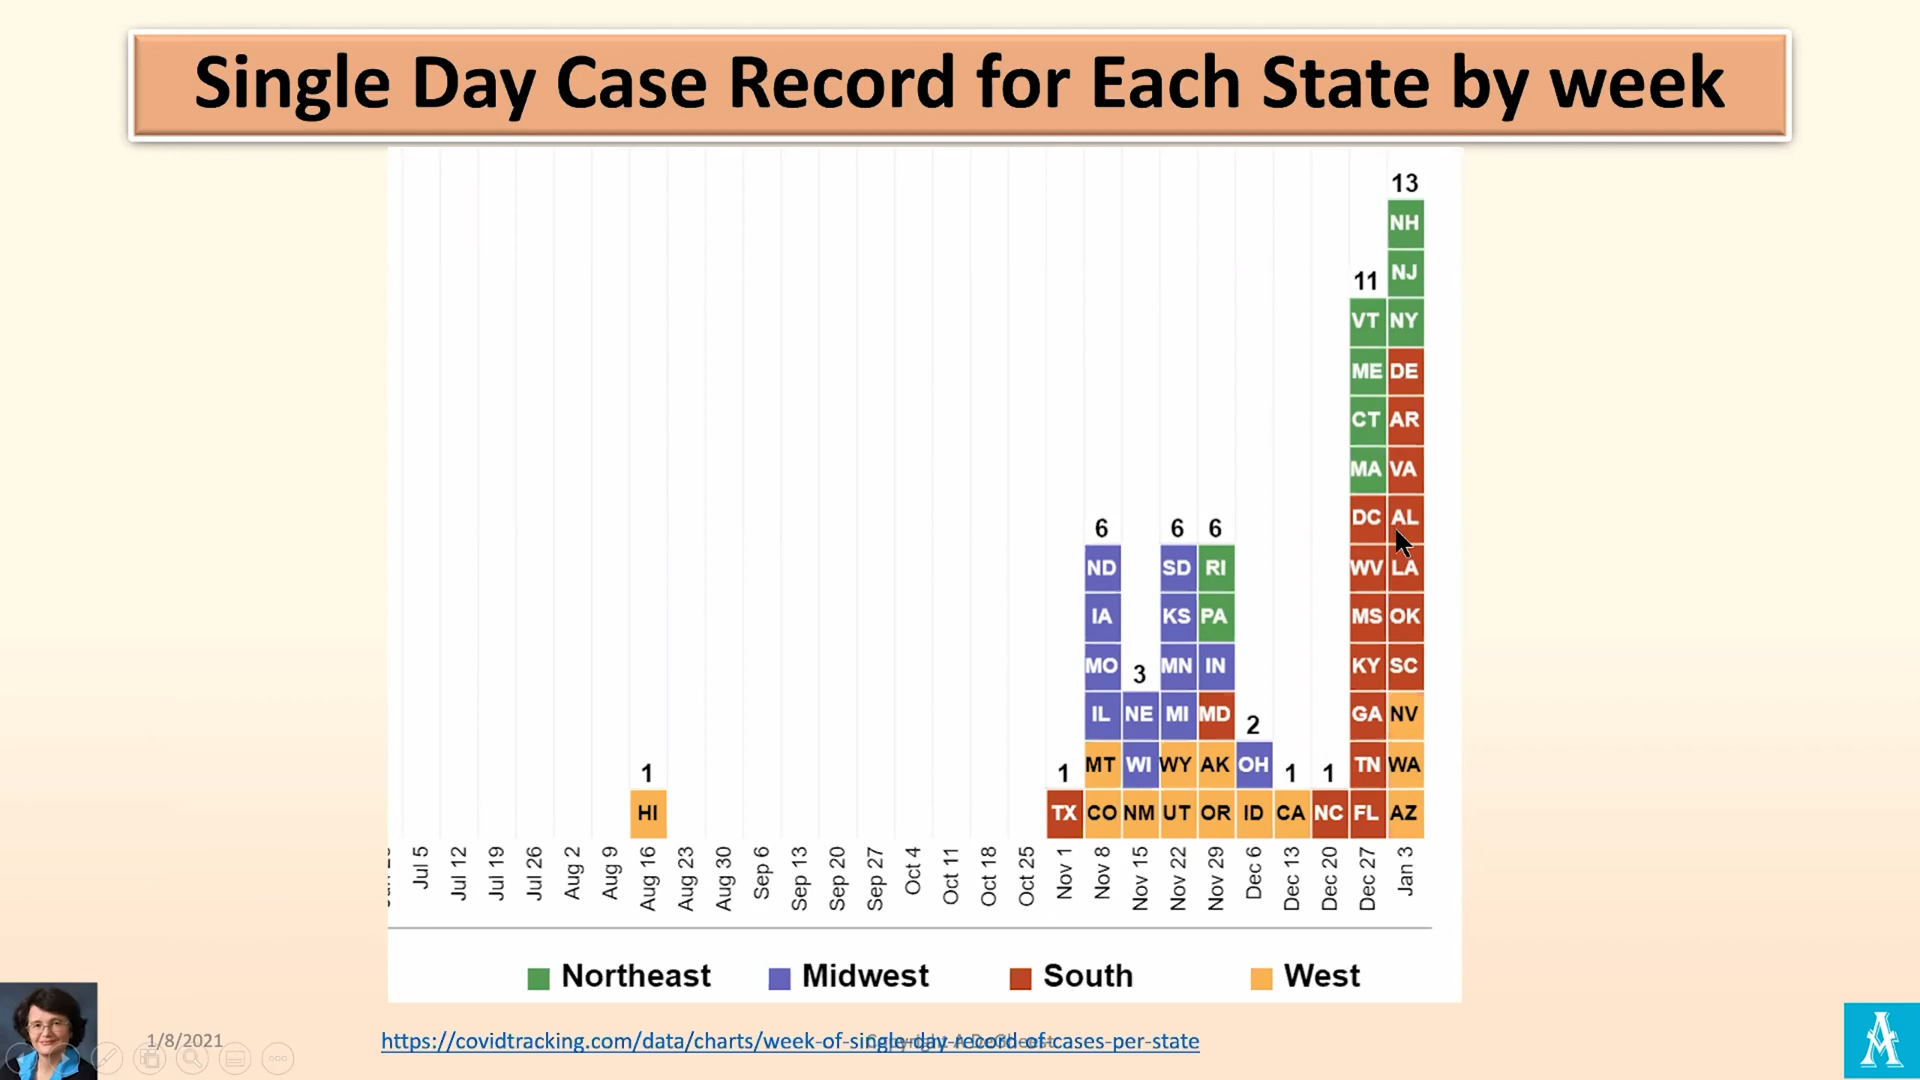 Single Day Case Record for Each State by week
13
NH
NJ
11
VT NY
ME DE
CT AR
MA VA
DC AL
6 6 6
ND SD RI WV LA
IA KS PA MS OK
MO 3 MN IN KY SC
IL NE MI MD 2 GA NV
1 1 MT WI WY AK OH 1 1 TN WA
HI TX CO NM UT OR ID CA NC FL AZ
Jul 5 Jul 12 Jul 19 Jul 26 Aug 2 Aug 9 Aug 16 Aug 23 Aug 30 Sep 6 Sep 13 Sep 20 Sep 27 Oct 4 Oct 11 Oct 18 Oct 25 Nov 1 Nov 8 Nov 15 Nov 22 Nov 29 Dec 6 Dec 13 Dec 20 Dec 27 Jan 3
Northeast Midwest South West
1/8/2021 https://covidtracking.com/data/charts/week-of-single-day-record-of-cases-per-state